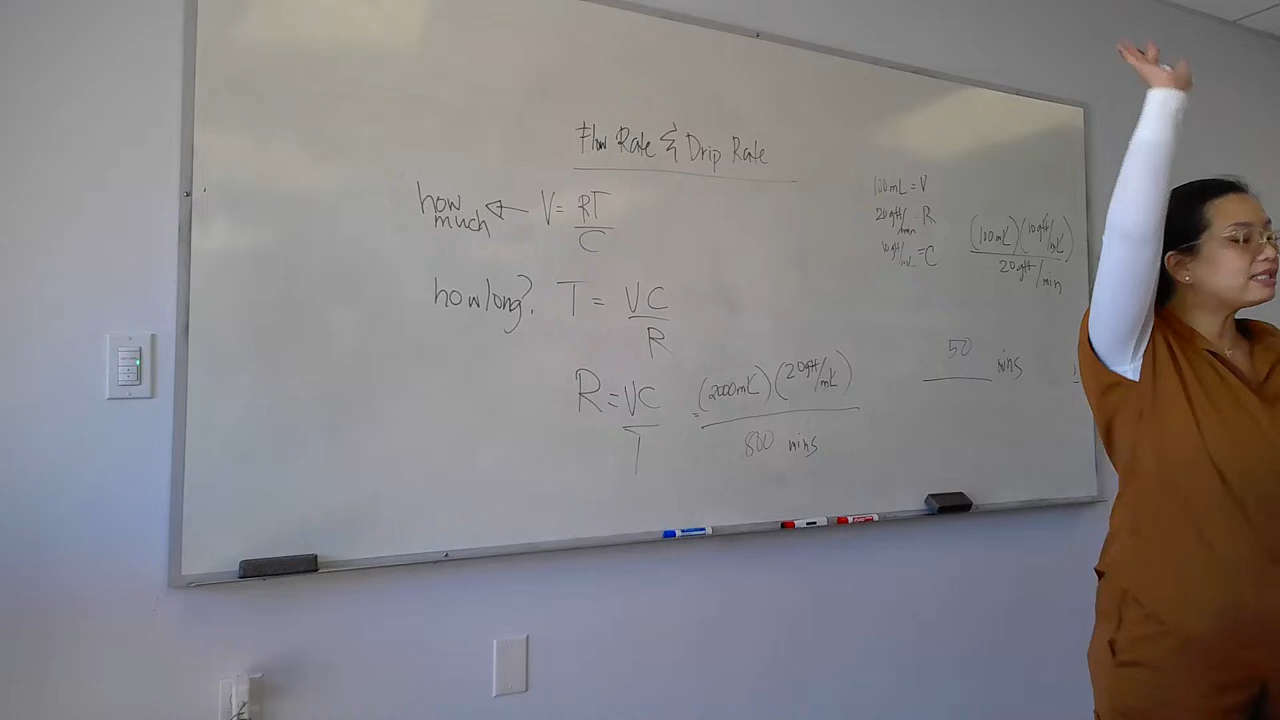 Flow Rate & Drip Rate
how much ← V = RT/C
how long? T = VC/R
R = VC/T = (2000mL)(20gtt/mL)/800 mins
100mL = V
20gtt/min = R
10gtt/mL = C
(100mL)(10gtt/mL)/20gtt/min
50 mins